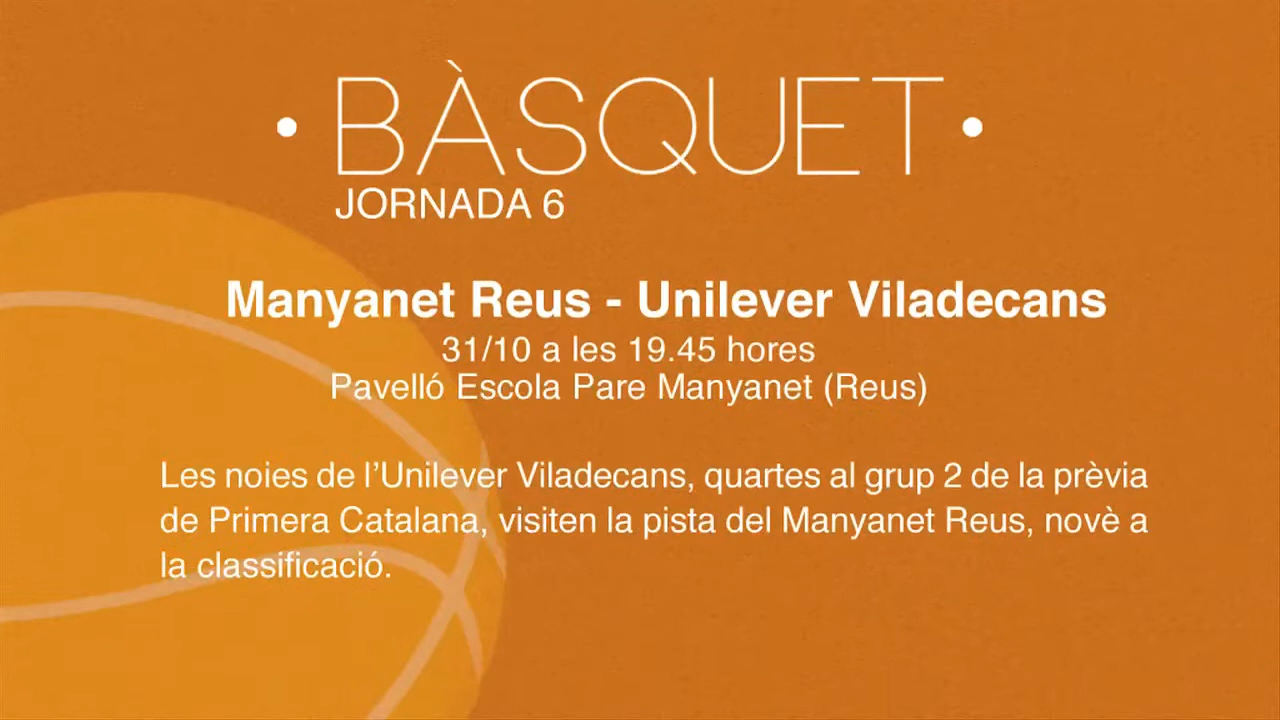 • BÀSQUET •
JORNADA 6
Manyanet Reus - Unilever Viladecans
31/10 a les 19.45 hores
Pavelló Escola Pare Manyanet (Reus)
Les noies de l’Unilever Viladecans, quartes al grup 2 de la prèvia
de Primera Catalana, visiten la pista del Manyanet Reus, novè a
la classificació.